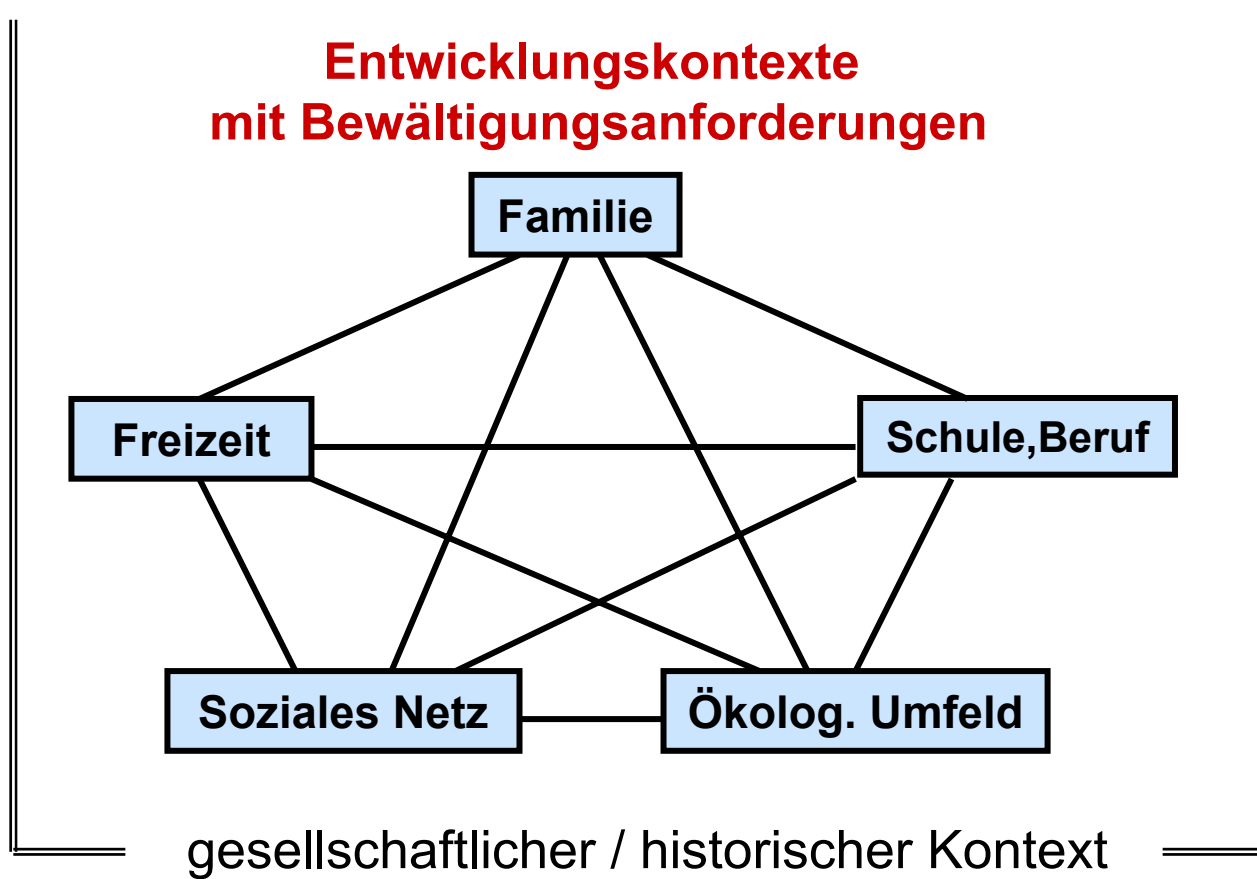 Entwicklungskontexte
mit Bewältigungsanforderungen
Familie
Freizeit
Schule,Beruf
Soziales Netz
Ökolog. Umfeld
gesellschaftlicher / historischer Kontext